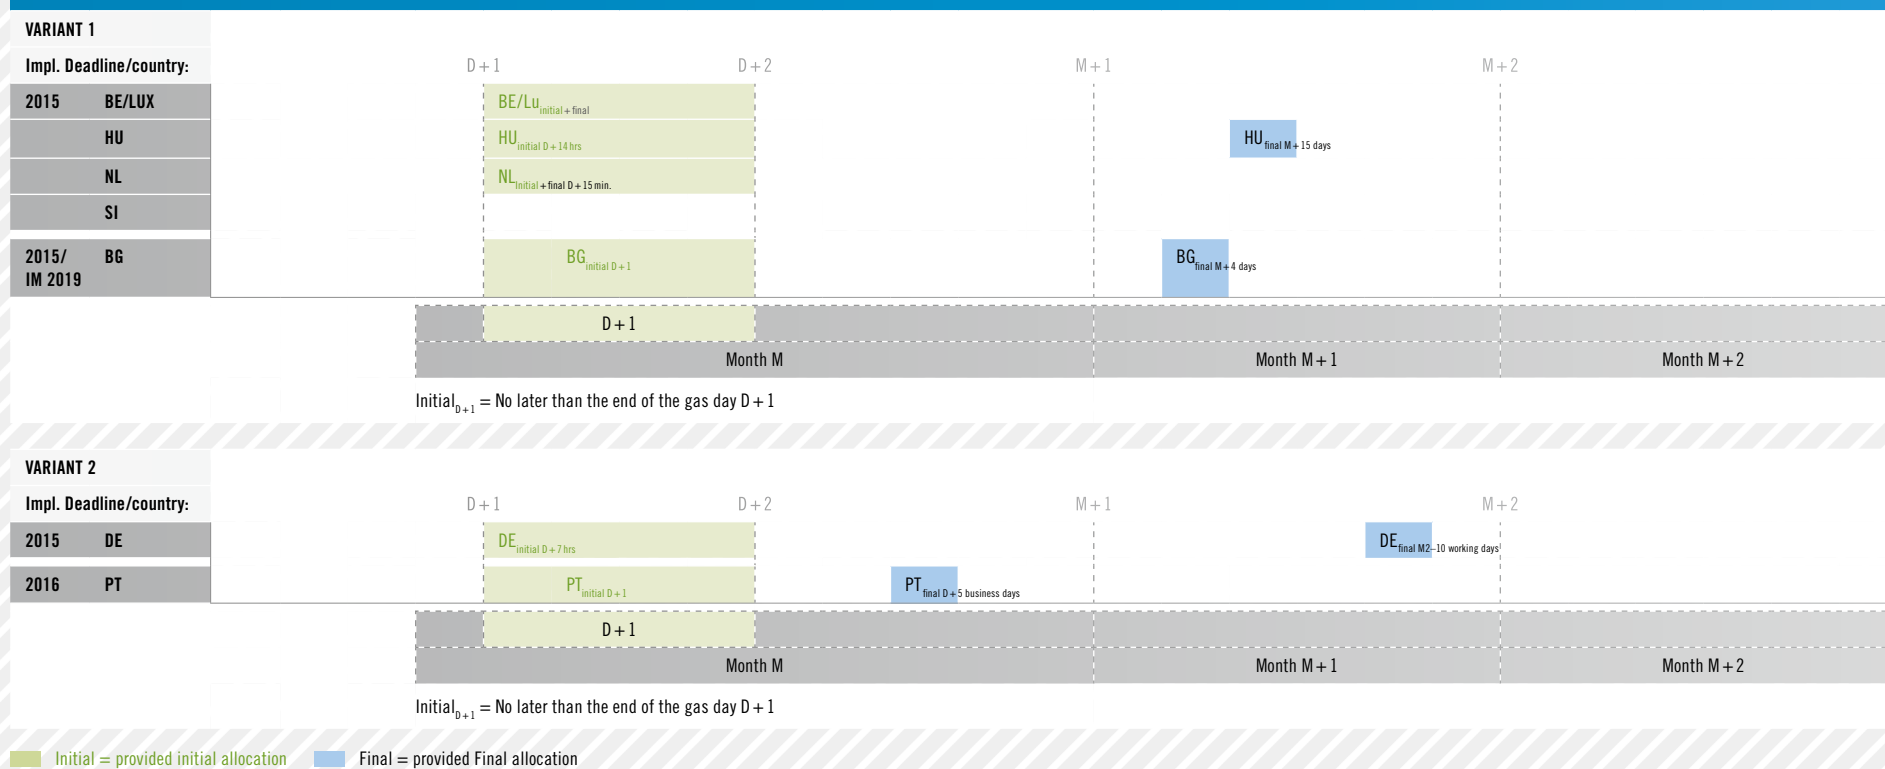 VARIANT 1
Impl. Deadline/country:
D + 1 D + 2 M + 1 M + 2
2015 BE/LUX BE/Lu initial + final
HU HU initial D + 14 hrs HU final M + 15 days
NL NL Initial + final D + 15 min.
SI
2015/ BG BG initial D + 1 BG final M + 4 days
IM 2019
D + 1
Month M Month M + 1 Month M + 2
Initial D + 1 = No later than the end of the gas day D + 1
VARIANT 2
Impl. Deadline/country:
D + 1 D + 2 M + 1 M + 2
2015 DE DE initial D + 7 hrs DE final M2–10 working days
2016 PT PT initial D + 1 PT final D + 5 business days
D + 1
Month M Month M + 1 Month M + 2
Initial D + 1 = No later than the end of the gas day D + 1
Initial = provided initial allocation Final = provided Final allocation